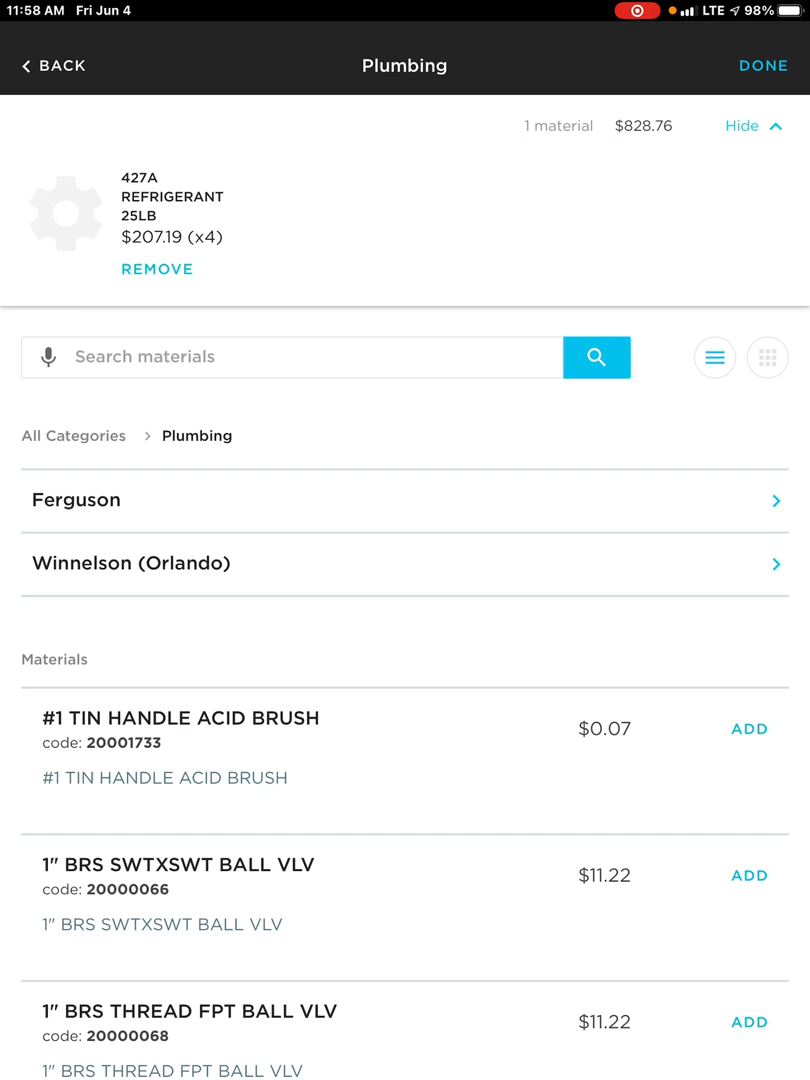 11:58 AM Fri Jun 4 LTE 98%
BACK Plumbing DONE
1 material $828.76 Hide
427A
REFRIGERANT
25LB
$207.19 (x4)
REMOVE
Search materials
All Categories > Plumbing
Ferguson
Winnelson (Orlando)
Materials
#1 TIN HANDLE ACID BRUSH
$0.07 ADD
code: 20001733
#1 TIN HANDLE ACID BRUSH
1" BRS SWTXSWT BALL VLV
$11.22 ADD
code: 20000066
1" BRS SWTXSWT BALL VLV
1" BRS THREAD FPT BALL VLV
$11.22 ADD
code: 20000068
1" BRS THREAD FPT BALL VLV